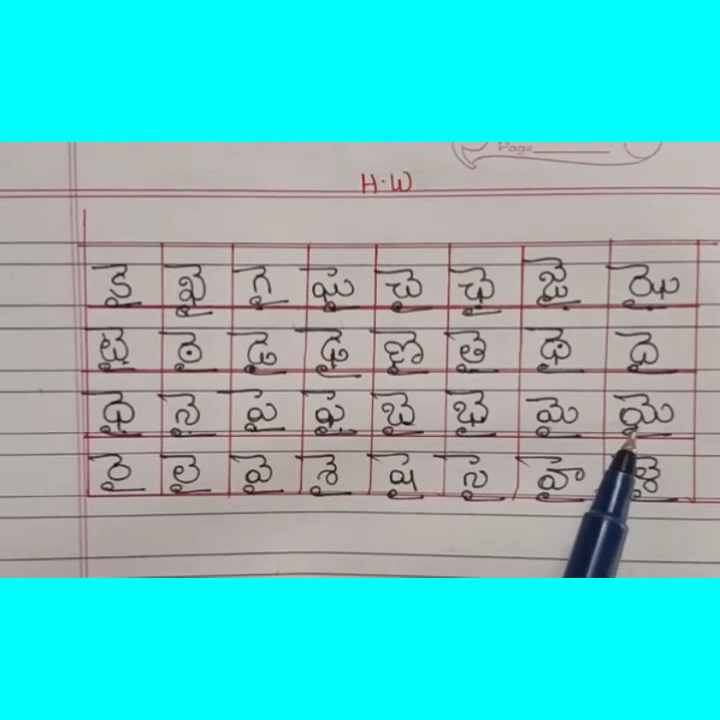 Page
H.W
కై ఖై గై ఘై చై ఛై జై ఝై
టై ఠై డై ఢై ణై తై థై దై
ధై నై పై ఫై బై భై మై యై
రై లై వై శై షై సై హై